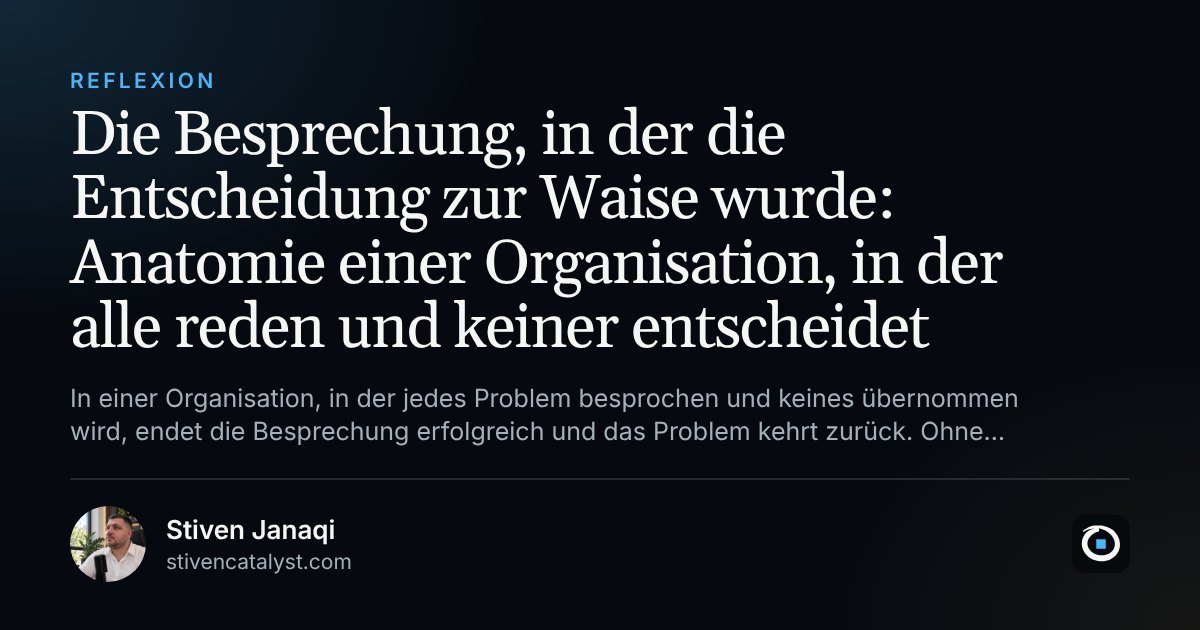 REFLEXION
Die Besprechung, in der die
Entscheidung zur Waise wurde:
Anatomie einer Organisation, in der
alle reden und keiner entscheidet
In einer Organisation, in der jedes Problem besprochen und keines übernommen
wird, endet die Besprechung erfolgreich und das Problem kehrt zurück. Ohne...
Stiven Janaqi
stivencatalyst.com